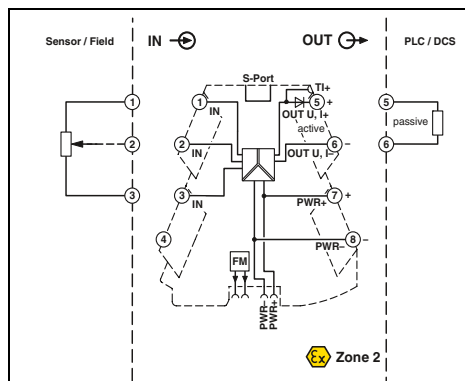 Sensor / Field
IN
OUT
PLC / DCS
S-Port
TI+
1
1
5
+
5
IN
OUT U, I+
active
passive
2
2
6
–
6
IN
OUT U, I–
3
3
7
+
IN
PWR+
4
8
–
PWR–
FM
PWR–
PWR+
Ex
Zone 2